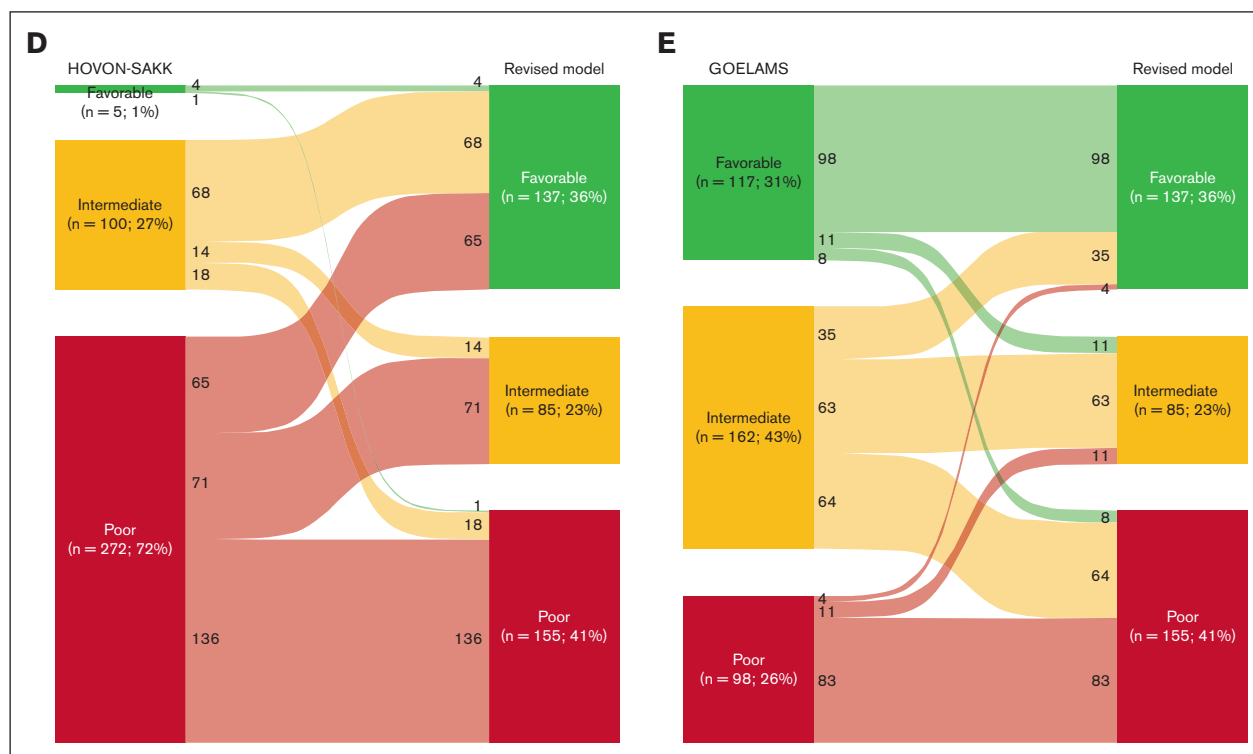 D
HOVON-SAKK
Revised model
Favorable
(n = 5; 1%)
4
1
4
Intermediate
(n = 100; 27%)
68
14
18
68
65
Favorable
(n = 137; 36%)
Poor
(n = 272; 72%)
65
71
136
14
71
Intermediate
(n = 85; 23%)
1
18
136
Poor
(n = 155; 41%)
E
GOELAMS
Revised model
Favorable
(n = 117; 31%)
98
11
8
98
35
4
Favorable
(n = 137; 36%)
Intermediate
(n = 162; 43%)
35
63
64
11
63
11
Intermediate
(n = 85; 23%)
Poor
(n = 98; 26%)
4
11
83
8
64
83
Poor
(n = 155; 41%)